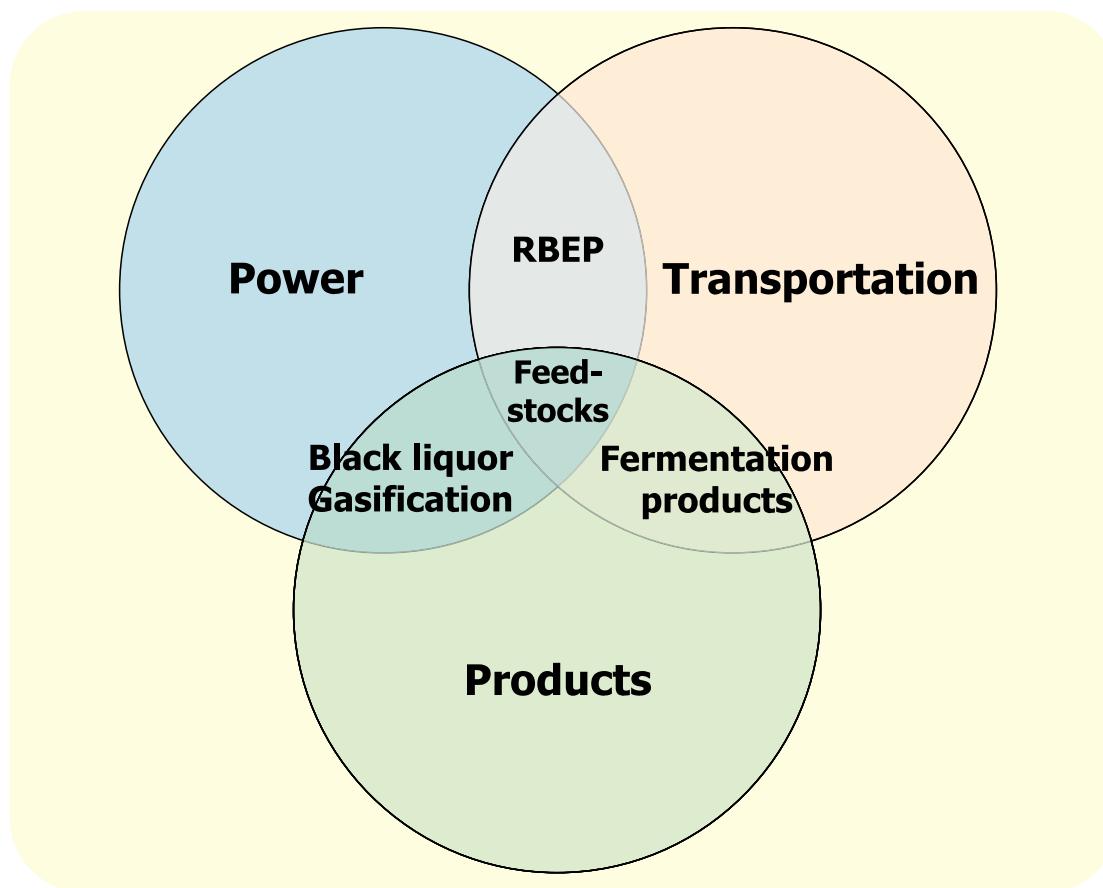 RBEP
Power
Transportation
Feed-
stocks
Black liquor
Gasification
Fermentation
products
Products